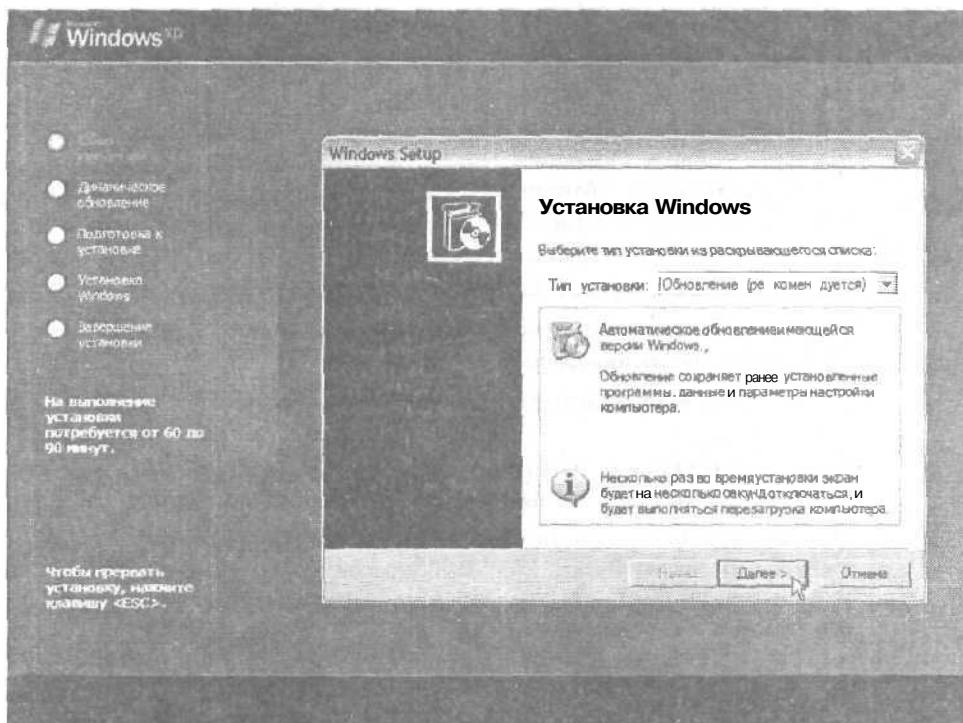 Windows xp
Динамическое
обновление
Подготовка к
установке
Установка
Windows
Завершение
установки
На выполнение
установки
потребуется от 60 до
90 минут.
Чтобы прервать
установку, нажмите
клавишу <ESC>.
Windows Setup
Установка Windows
Выберите тип установки из раскрывающегося списка:
Тип установки: Обновление (ре комен дуется)
Автоматическое обновление имеющейся
версии Windows.,
Обновление сохраняет ранее установленные
программы, данные и параметры настройки
компьютера.
Несколько раз во время установки экран
будет на несколько секунд отключаться, и
будет выполняться перезагрузка компьютера.
Далее >
Отмена